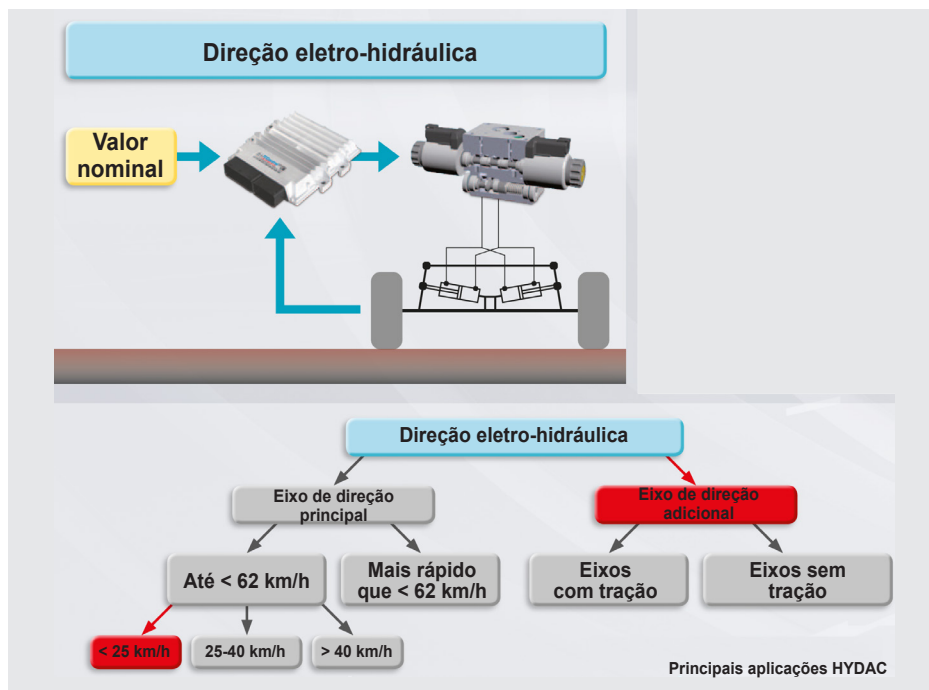 Direção eletro-hidráulica
Valor
nominal
Direção eletro-hidráulica
Eixo de direção
principal
Eixo de direção
adicional
Até < 62 km/h
Mais rápido
que < 62 km/h
Eixos
com tração
Eixos sem
tração
< 25 km/h
25-40 km/h
> 40 km/h
Principais aplicações HYDAC